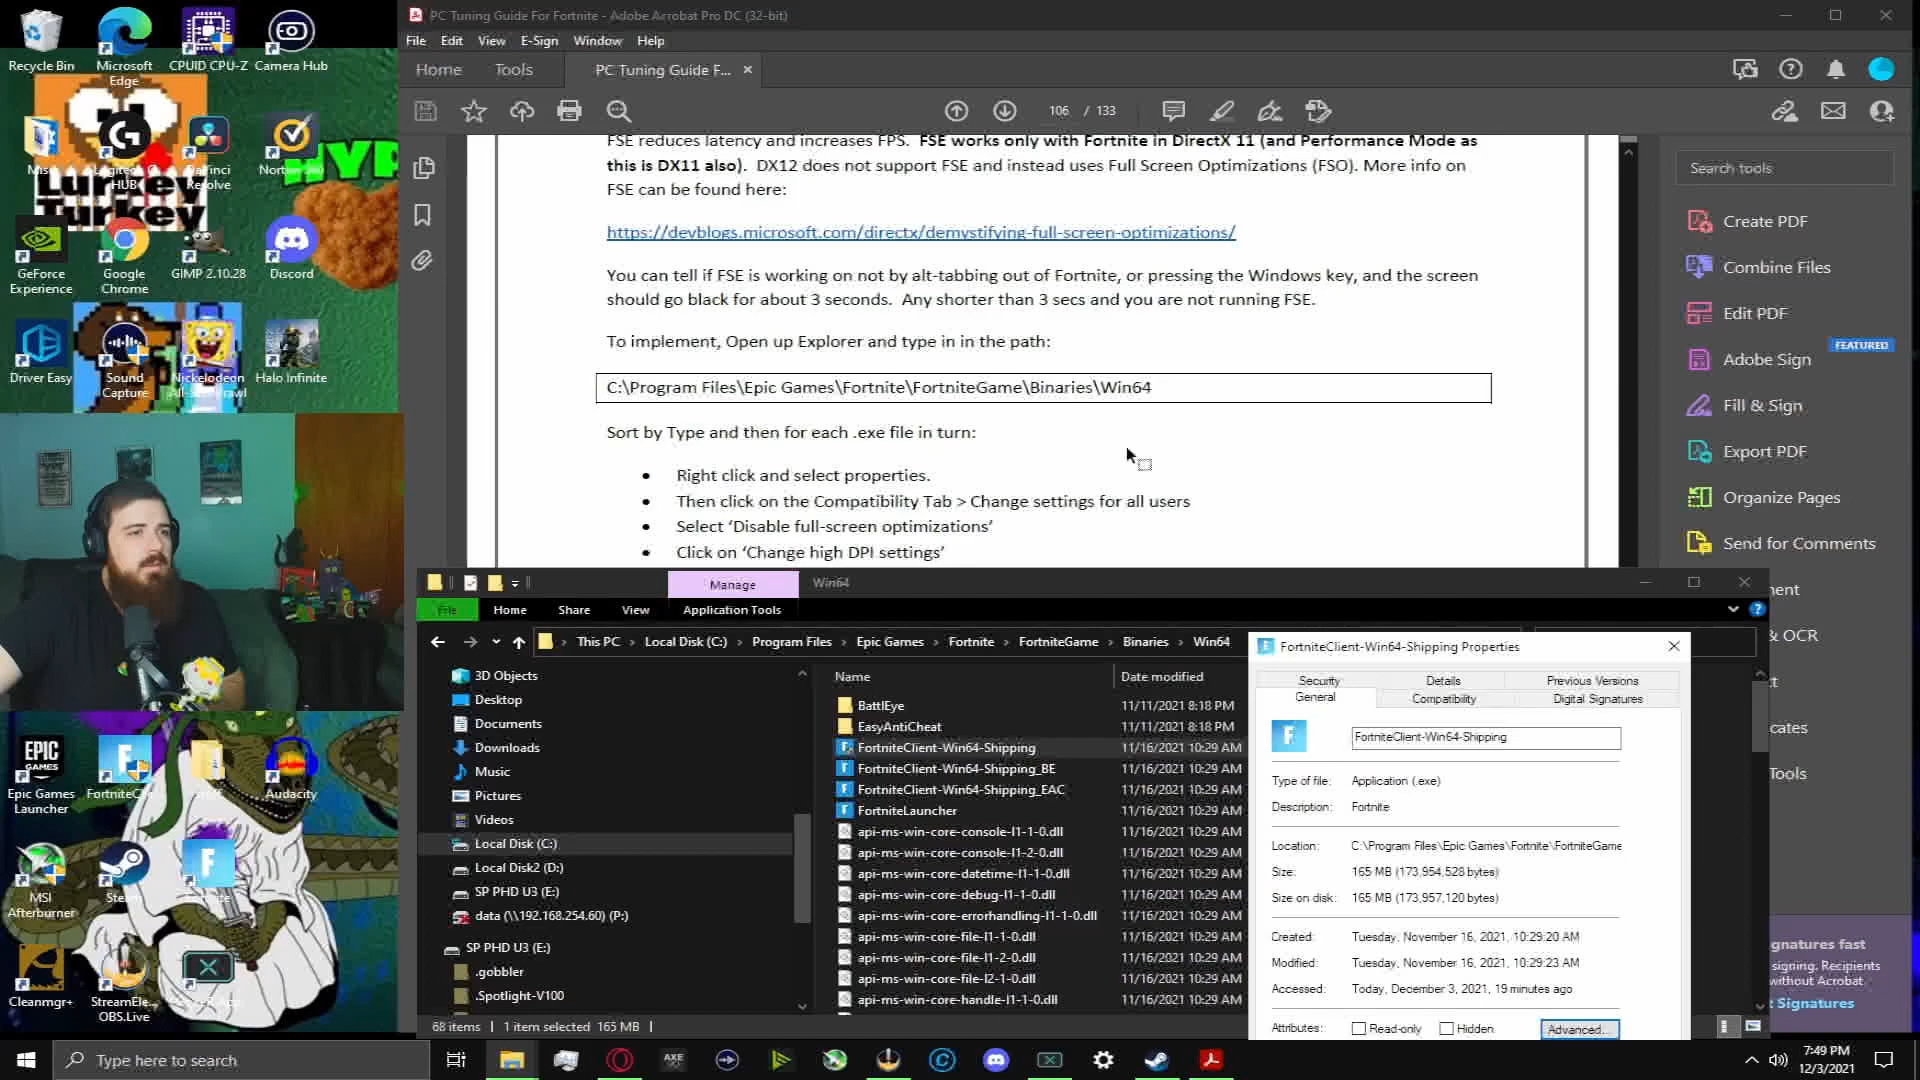 Recycle Bin
Microsoft Edge
CPUID CPU-Z
Camera Hub
DaVinci Resolve
GeForce Experience
Google Chrome
GIMP 2.10.28
Discord
Driver Easy
Sound Capture
Halo Infinite
Epic Games Launcher
Audacity
MSI Afterburner
Cleanmgr+
StreamEle... OBS.Live
PC Tuning Guide For Fortnite - Adobe Acrobat Pro DC (32-bit)
File Edit View E-Sign Window Help
Home Tools PC Tuning Guide F... ×
106 / 133
FSE reduces latency and increases FPS. FSE works only with Fortnite in DirectX 11 (and Performance Mode as
this is DX11 also). DX12 does not support FSE and instead uses Full Screen Optimizations (FSO). More info on
FSE can be found here:
https://devblogs.microsoft.com/directx/demystifying-full-screen-optimizations/
You can tell if FSE is working on not by alt-tabbing out of Fortnite, or pressing the Windows key, and the screen
should go black for about 3 seconds. Any shorter than 3 secs and you are not running FSE.
To implement, Open up Explorer and type in in the path:
C:\Program Files\Epic Games\Fortnite\FortniteGame\Binaries\Win64
Sort by Type and then for each .exe file in turn:
• Right click and select properties.
• Then click on the Compatibility Tab > Change settings for all users
• Select ‘Disable full-screen optimizations’
• Click on ‘Change high DPI settings’
Search tools
Create PDF
Combine Files
Edit PDF
FEATURED
Adobe Sign
Fill & Sign
Export PDF
Organize Pages
Send for Comments
& OCR
Tools
gnatures fast
signing. Recipients
without Acrobat.
Signatures
Manage Win64
File Home Share View Application Tools
This PC > Local Disk (C:) > Program Files > Epic Games > Fortnite > FortniteGame > Binaries > Win64
3D Objects
Desktop
Documents
Downloads
Music
Pictures
Videos
Local Disk (C:)
Local Disk2 (D:)
SP PHD U3 (E:)
data (\\192.168.254.60) (P:)
SP PHD U3 (E:)
.gobbler
.Spotlight-V100
Name Date modified
BattlEye 11/11/2021 8:18 PM
EasyAntiCheat 11/11/2021 8:18 PM
FortniteClient-Win64-Shipping 11/16/2021 10:29 AM
FortniteClient-Win64-Shipping_BE 11/16/2021 10:29 AM
FortniteClient-Win64-Shipping_EAC 11/16/2021 10:29 AM
FortniteLauncher 11/16/2021 10:29 AM
api-ms-win-core-console-l1-1-0.dll 11/16/2021 10:29 AM
api-ms-win-core-console-l1-2-0.dll 11/16/2021 10:29 AM
api-ms-win-core-datetime-l1-1-0.dll 11/16/2021 10:29 AM
api-ms-win-core-debug-l1-1-0.dll 11/16/2021 10:29 AM
api-ms-win-core-errorhandling-l1-1-0.dll 11/16/2021 10:29 AM
api-ms-win-core-file-l1-1-0.dll 11/16/2021 10:29 AM
api-ms-win-core-file-l1-2-0.dll 11/16/2021 10:29 AM
api-ms-win-core-file-l2-1-0.dll 11/16/2021 10:29 AM
api-ms-win-core-handle-l1-1-0.dll 11/16/2021 10:29 AM
68 items | 1 item selected 165 MB |
FortniteClient-Win64-Shipping Properties
Security Details Previous Versions
General Compatibility Digital Signatures
FortniteClient-Win64-Shipping
Type of file: Application (.exe)
Description: Fortnite
Location: C:\Program Files\Epic Games\Fortnite\FortniteGame
Size: 165 MB (173,954,528 bytes)
Size on disk: 165 MB (173,957,120 bytes)
Created: Tuesday, November 16, 2021, 10:29:20 AM
Modified: Tuesday, November 16, 2021, 10:29:23 AM
Accessed: Today, December 3, 2021, 19 minutes ago
Attributes: Read-only Hidden Advanced...
Type here to search
AXE
7:49 PM
12/3/2021